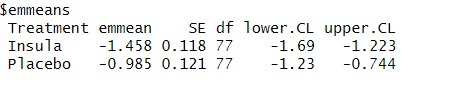 $emmeans
 Treatment emmean    SE df lower.CL upper.CL
 Insula    -1.458 0.118 77    -1.69   -1.223
 Placebo   -0.985 0.121 77    -1.23   -0.744